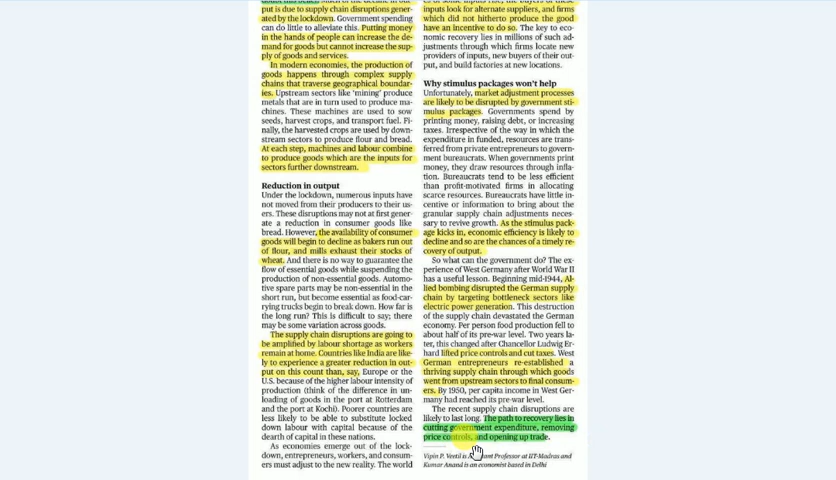 put is due to supply chain disruptions gener-
ated by the lockdown. Government spending
can do little to alleviate this. Putting money
in the hands of people can increase the de-
mand for goods but cannot increase the sup-
ply of goods and services.
In modern economies, the production of
goods happens through complex supply
chains that traverse geographical boundar-
ies. Upstream sectors like 'mining' produce
metals that are in turn used to produce ma-
chines. These machines are used to sow
seeds, harvest crops, and transport fuel. Fi-
nally, the harvested crops are used by down-
stream sectors to produce flour and bread.
At each step, machines and labour combine
to produce goods which are the inputs for
sectors further downstream.
Reduction in output
Under the lockdown, numerous inputs have
not moved from their producers to their us-
ers. These disruptions may not at first gener-
ate a reduction in consumer goods like
bread. However, the availability of consumer
goods will begin to decline as bakers run out
of flour, and mills exhaust their stocks of
wheat. And there is no way to guarantee the
flow of essential goods while suspending the
production of non-essential goods. Automo-
tive spare parts may be non-essential in the
short run, but become essential as food-car-
rying trucks begin to break down. How far is
the long run? This is difficult to say; there
may be some variation across goods.
The supply chain disruptions are going to
be amplified by labour shortage as workers
remain at home. Countries like India are like-
ly to experience a greater reduction in out-
put on this count than, say, Europe or the
U.S. because of the higher labour intensity of
production (think of the difference in un-
loading of goods in the port at Rotterdam
and the port at Kochi). Poorer countries are
less likely to be able to substitute locked
down labour with capital because of the
dearth of capital in these nations.
As economies emerge out of the lock-
down, entrepreneurs, workers, and consum-
ers must adjust to the new reality. The world
inputs look for alternate suppliers, and firms
which did not hitherto produce the good
have an incentive to do so. The key to eco-
nomic recovery lies in millions of such ad-
justments through which firms locate new
providers of inputs, new buyers of their out-
put, and build factories at new locations.
Why stimulus packages won't help
Unfortunately, market adjustment processes
are likely to be disrupted by government sti-
mulus packages. Governments spend by
printing money, raising debt, or increasing
taxes. Irrespective of the way in which the
expenditure in funded, resources are trans-
ferred from private entrepreneurs to govern-
ment bureaucrats. When governments print
money, they draw resources through infla-
tion. Bureaucrats tend to be less efficient
than profit-motivated firms in allocating
scarce resources. Bureaucrats have little in-
centive or information to bring about the
granular supply chain adjustments neces-
sary to revive growth. As the stimulus pack-
age kicks in, economic efficiency is likely to
decline and so are the chances of a timely re-
covery of output.
So what can the government do? The ex-
perience of West Germany after World War II
has a useful lesson. Beginning mid-1944, Al-
lied bombing disrupted the German supply
chain by targeting bottleneck sectors like
electric power generation. This destruction
of the supply chain devastated the German
economy. Per person food production fell to
about half of its pre-war level. Two years la-
ter, this changed after Chancellor Ludwig Er-
hard lifted price controls and cut taxes. West
German entrepreneurs re-established a
thriving supply chain through which goods
went from upstream sectors to final consum-
ers. By 1950, per capita income in West Ger-
many had reached its pre-war level.
The recent supply chain disruptions are
likely to last long. The path to recovery lies in
cutting government expenditure, removing
price controls, and opening up trade.
Vipin P. Veetil is Assistant Professor at IIT-Madras and
Kumar Anand is an economist based in Delhi